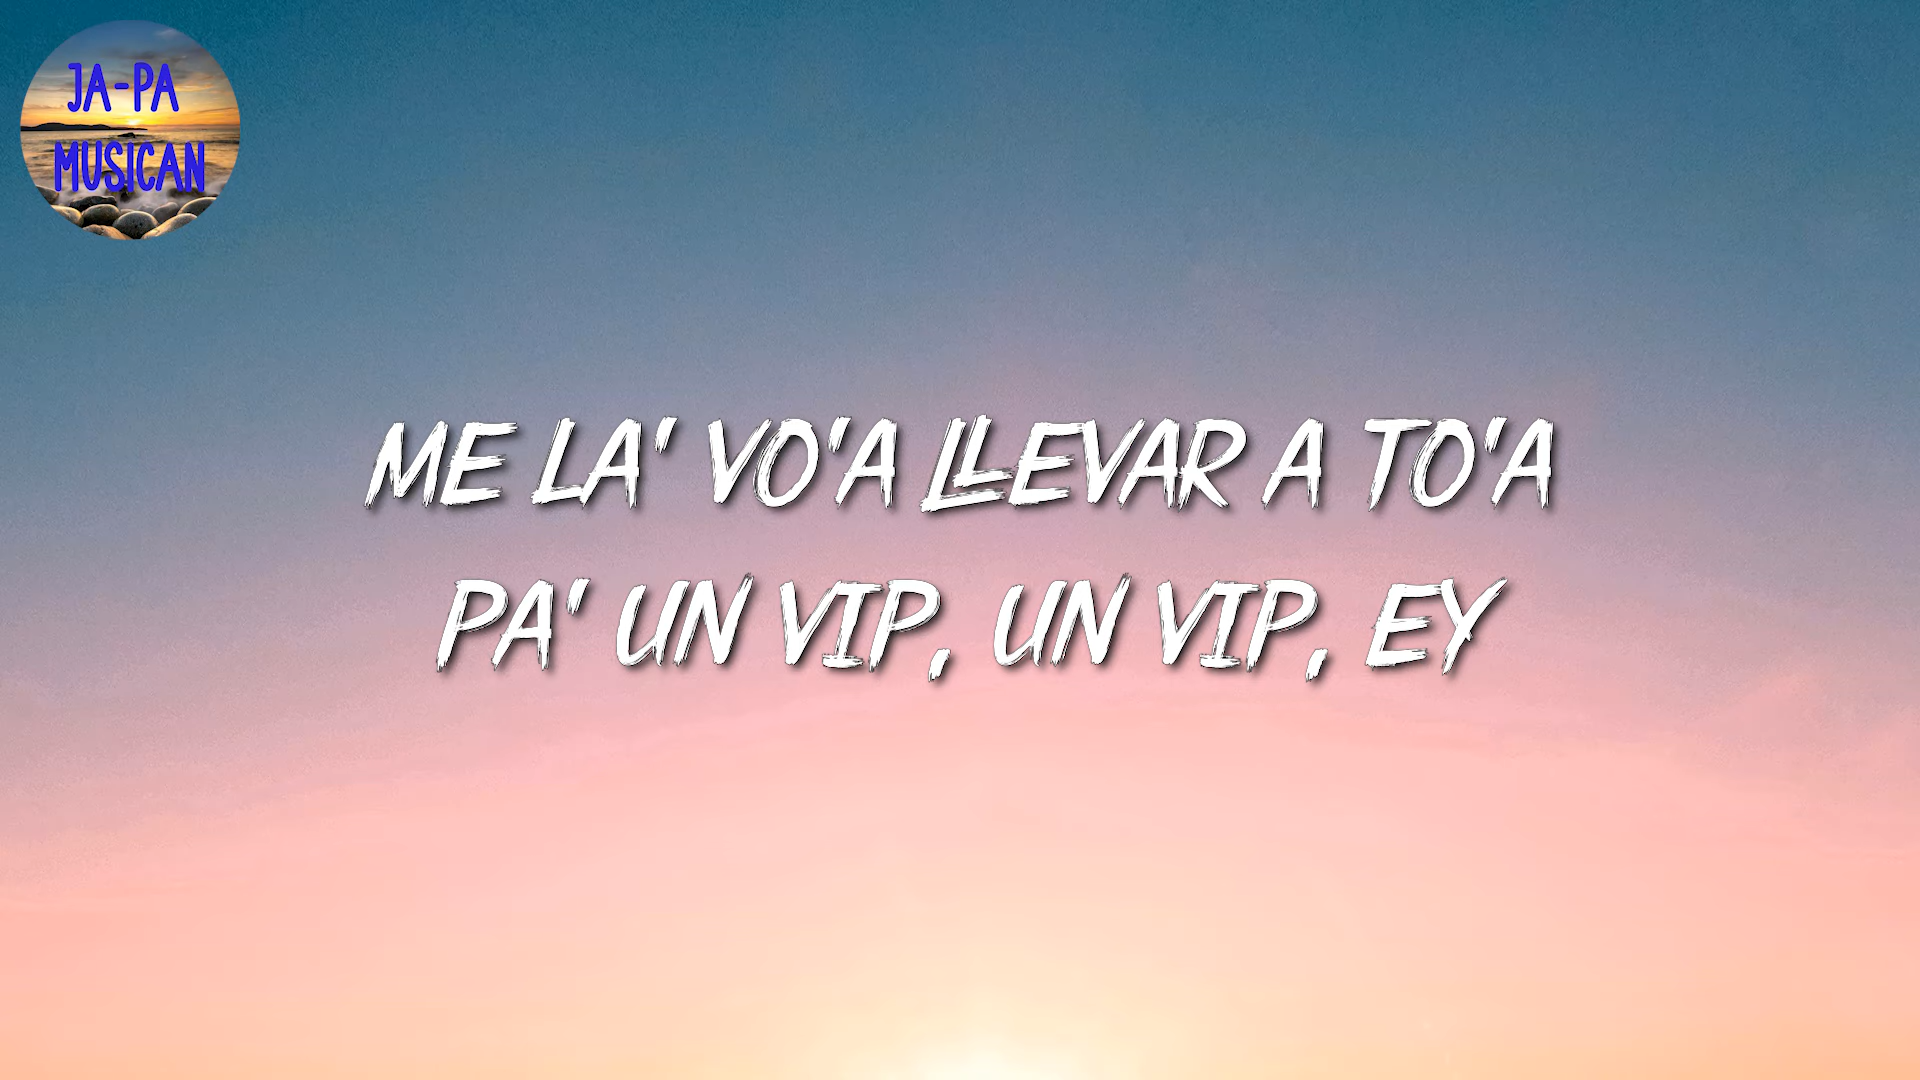 JA-PA
MUSICAN
ME LA' VO'A LLEVAR A TO'A
PA' UN VIP, UN VIP, EY